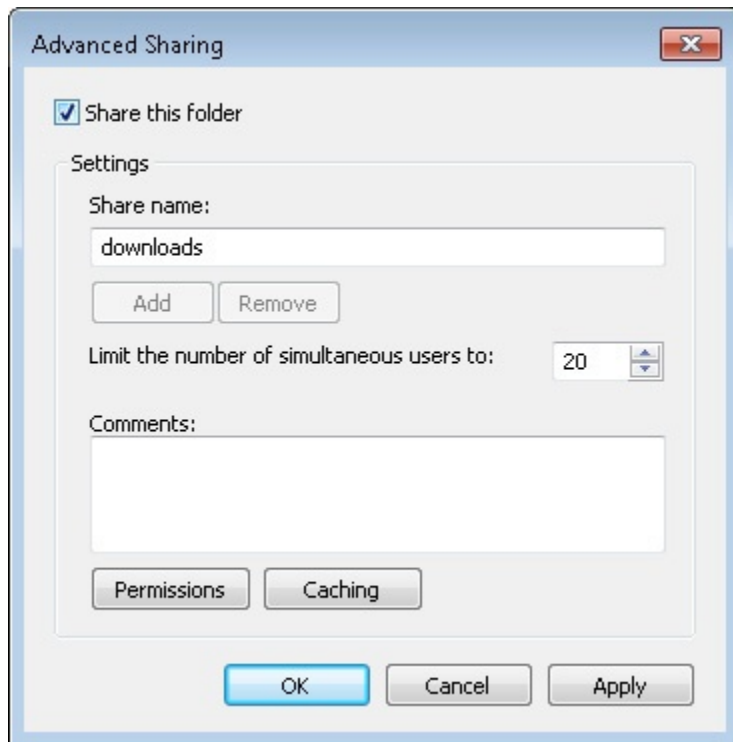 Advanced Sharing
Share this folder
Settings
Share name:
downloads
Add Remove
Limit the number of simultaneous users to: 20
Comments:
Permissions Caching
OK Cancel Apply